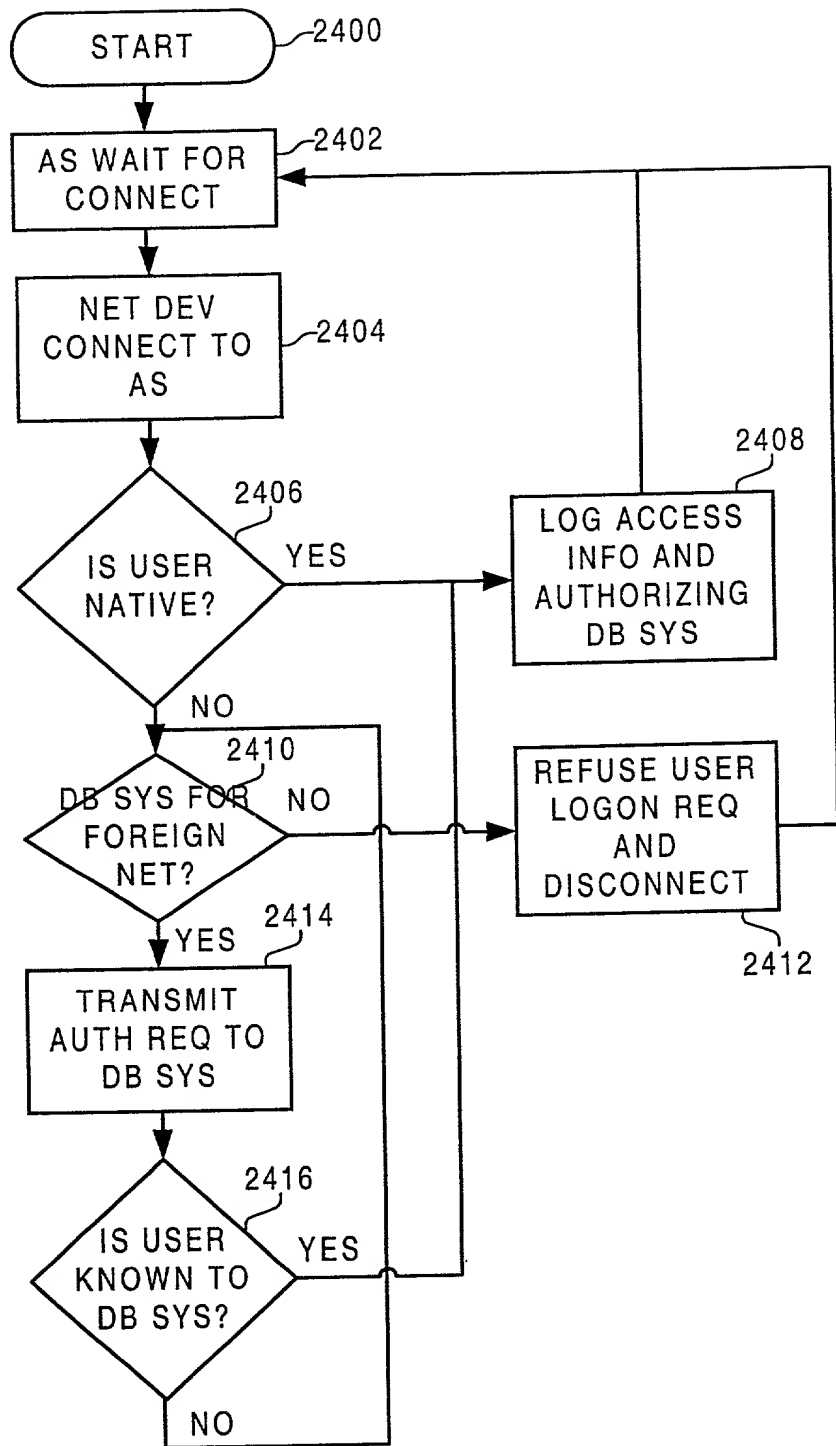 START
2400
AS WAIT FOR
CONNECT
2402
NET DEV
CONNECT TO
AS
2404
IS USER
NATIVE?
2406
YES
NO
2408
LOG ACCESS
INFO AND
AUTHORIZING
DB SYS
2410
DB SYS FOR
FOREIGN
NET?
NO
YES
REFUSE USER
LOGON REQ
AND
DISCONNECT
2412
2414
TRANSMIT
AUTH REQ TO
DB SYS
2416
IS USER
KNOWN TO
DB SYS?
YES
NO